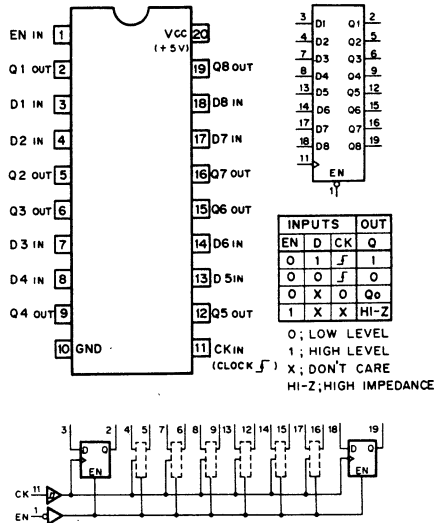 EN IN 1
Q1 OUT 2
D1 IN 3
D2 IN 4
Q2 OUT 5
Q3 OUT 6
D3 IN 7
D4 IN 8
Q4 OUT 9
10 GND
VCC 20
(+5V)
19 Q8 OUT
18 D8 IN
17 D7 IN
16 Q7 OUT
15 Q6 OUT
14 D6 IN
13 D5IN
12 Q5 OUT
11 CKIN
(CLOCK)
3 D1 Q1 2
4 D2 Q2 5
7 D3 Q3 6
8 D4 Q4 9
13 D5 Q5 12
14 D6 Q6 15
17 D7 Q7 16
18 D8 Q8 19
11
EN
1
INPUTS OUT
EN D CK Q
0 1 1
0 0 0
0 X 0 Qo
1 X X HI-Z
0; LOW LEVEL
1; HIGH LEVEL
X; DON'T CARE
HI-Z; HIGH IMPEDANCE
3 2 4 5 7 6 8 9 13 12 14 15 17 16 18 19
D Q D Q
EN EN
CK 11
EN 1